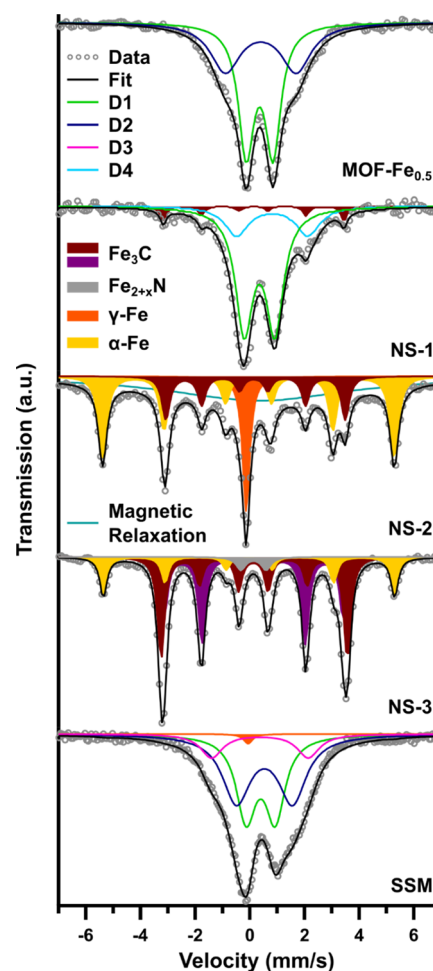 Data
Fit
D1
D2
D3
D4
MOF-Fe0.5
Fe3C
Fe2+xN
γ-Fe
α-Fe
NS-1
Magnetic
Relaxation
NS-2
NS-3
SSM
Transmission (a.u.)
-6 -4 -2 0 2 4 6
Velocity (mm/s)